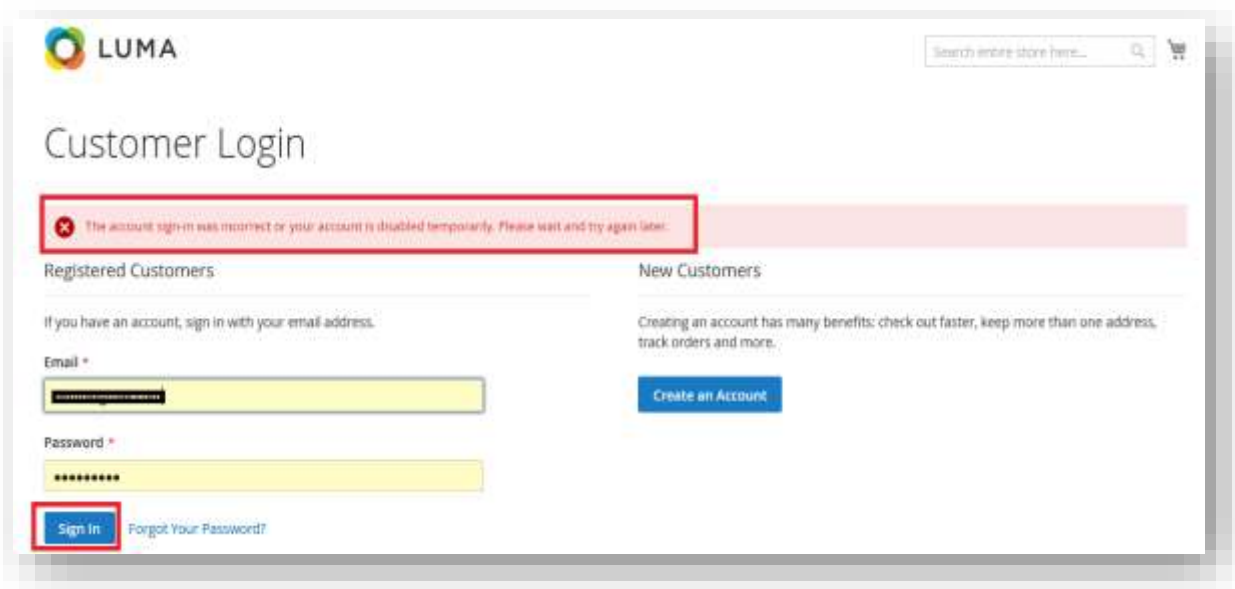 LUMA
Search entire store here...
Customer Login
The account sign-in was incorrect or your account is disabled temporarily. Please wait and try again later.
Registered Customers
If you have an account, sign in with your email address.
Email *
Password *
•••••••••
Sign In
Forgot Your Password?
New Customers
Creating an account has many benefits: check out faster, keep more than one address,
track orders and more.
Create an Account